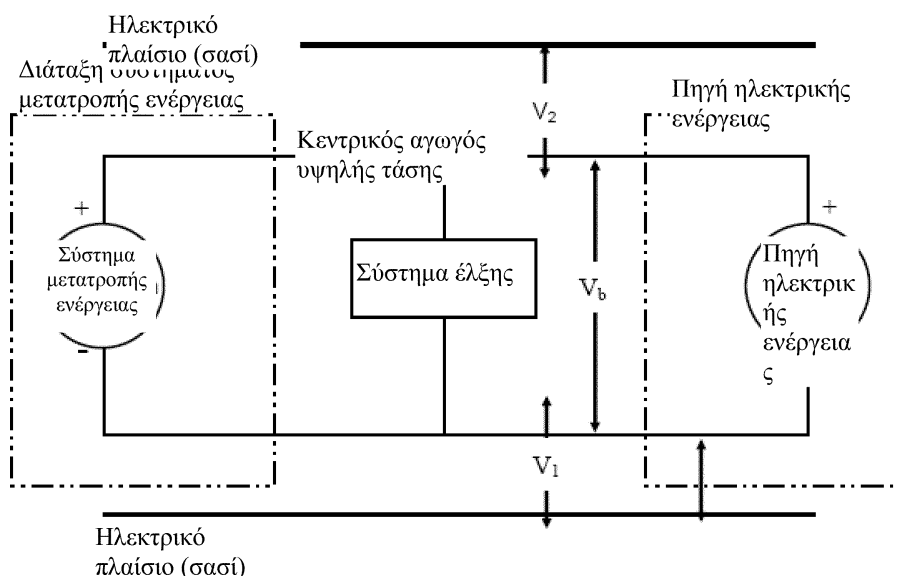 Ηλεκτρικό
πλαίσιο (σασί)
Διάταξη συστήματος
μετατροπής ενέργειας
Πηγή ηλεκτρικής
ενέργειας
V2
Κεντρικός αγωγός
υψηλής τάσης
+
+
Σύστημα
μετατροπής
ενέργειας
-
Σύστημα έλξης
Vb
Πηγή
ηλεκτρικ
ής
ενέργεια
ς
V1
Ηλεκτρικό
πλαίσιο (σασί)